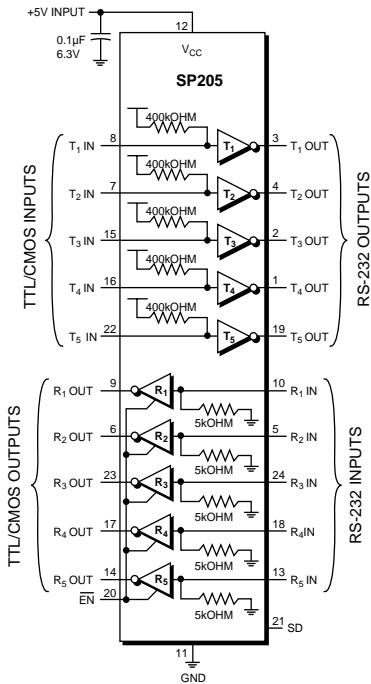 +5V INPUT
12
0.1µF
6.3V
VCC
SP205
400kOHM
T1 IN 8 T1 3 T1 OUT
400kOHM
T2 IN 7 T2 4 T2 OUT
400kOHM
T3 IN 15 T3 2 T3 OUT
400kOHM
T4 IN 16 T4 1 T4 OUT
400kOHM
T5 IN 22 T5 19 T5 OUT
TTL/CMOS INPUTS
RS-232 OUTPUTS
R1 OUT 9 R1 10 R1 IN
5kOHM
R2 OUT 6 R2 5 R2 IN
5kOHM
R3 OUT 23 R3 24 R3 IN
5kOHM
R4 OUT 17 R4 18 R4IN
5kOHM
R5 OUT 14 R5 13 R5 IN
EN 20
5kOHM
TTL/CMOS OUTPUTS
RS-232 INPUTS
21 SD
11
GND